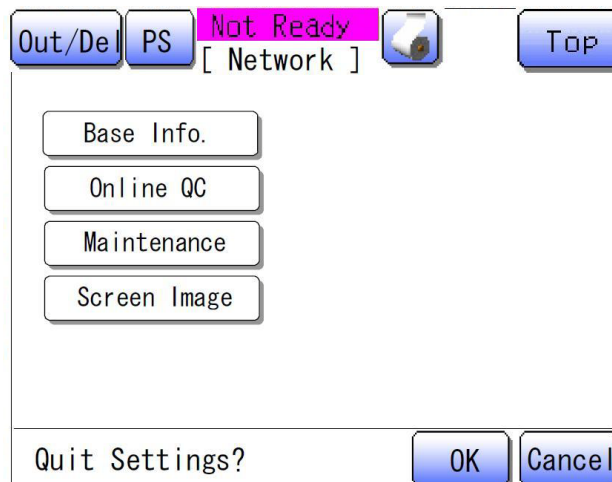 Out/Del PS Not Ready Top
[ Network ]
Base Info.
Online QC
Maintenance
Screen Image
Quit Settings? OK Cancel